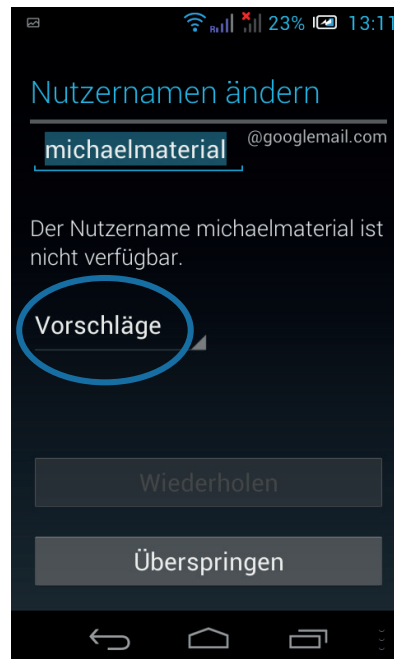 23% 13:11
Nutzernamen ändern
michaelmaterial @googlemail.com
Der Nutzername michaelmaterial ist
nicht verfügbar.
Vorschläge
Wiederholen
Überspringen